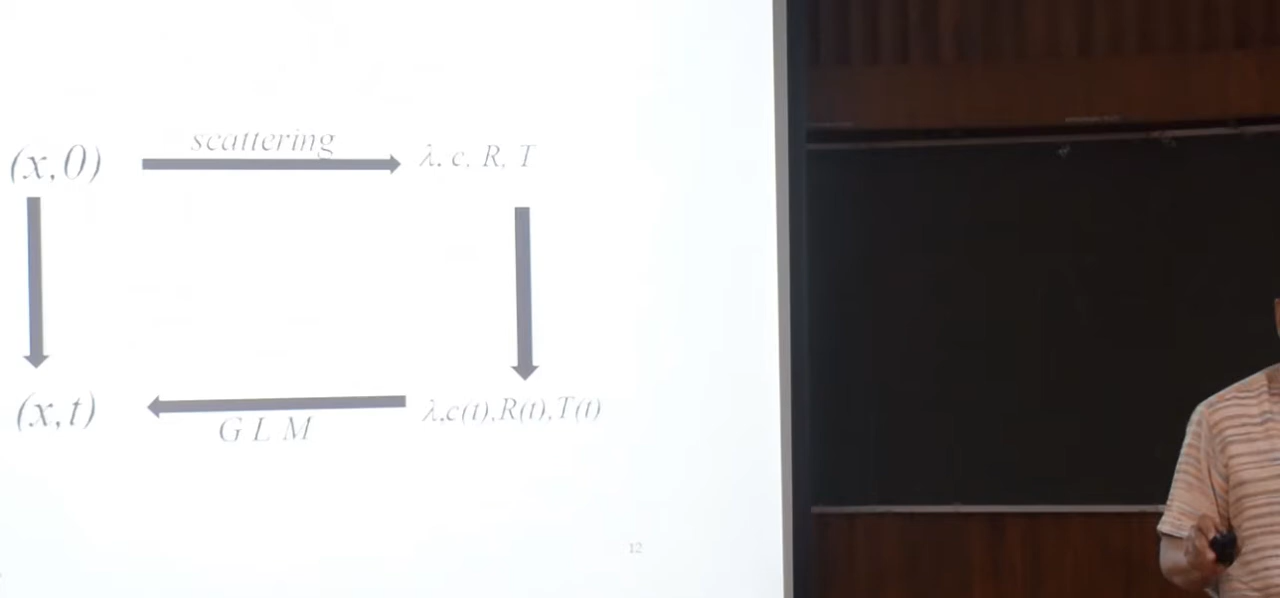 scattering
(x,0)
λ, c, R, T
(x,t)
λ,c(t),R(t),T(t)
G L M
12